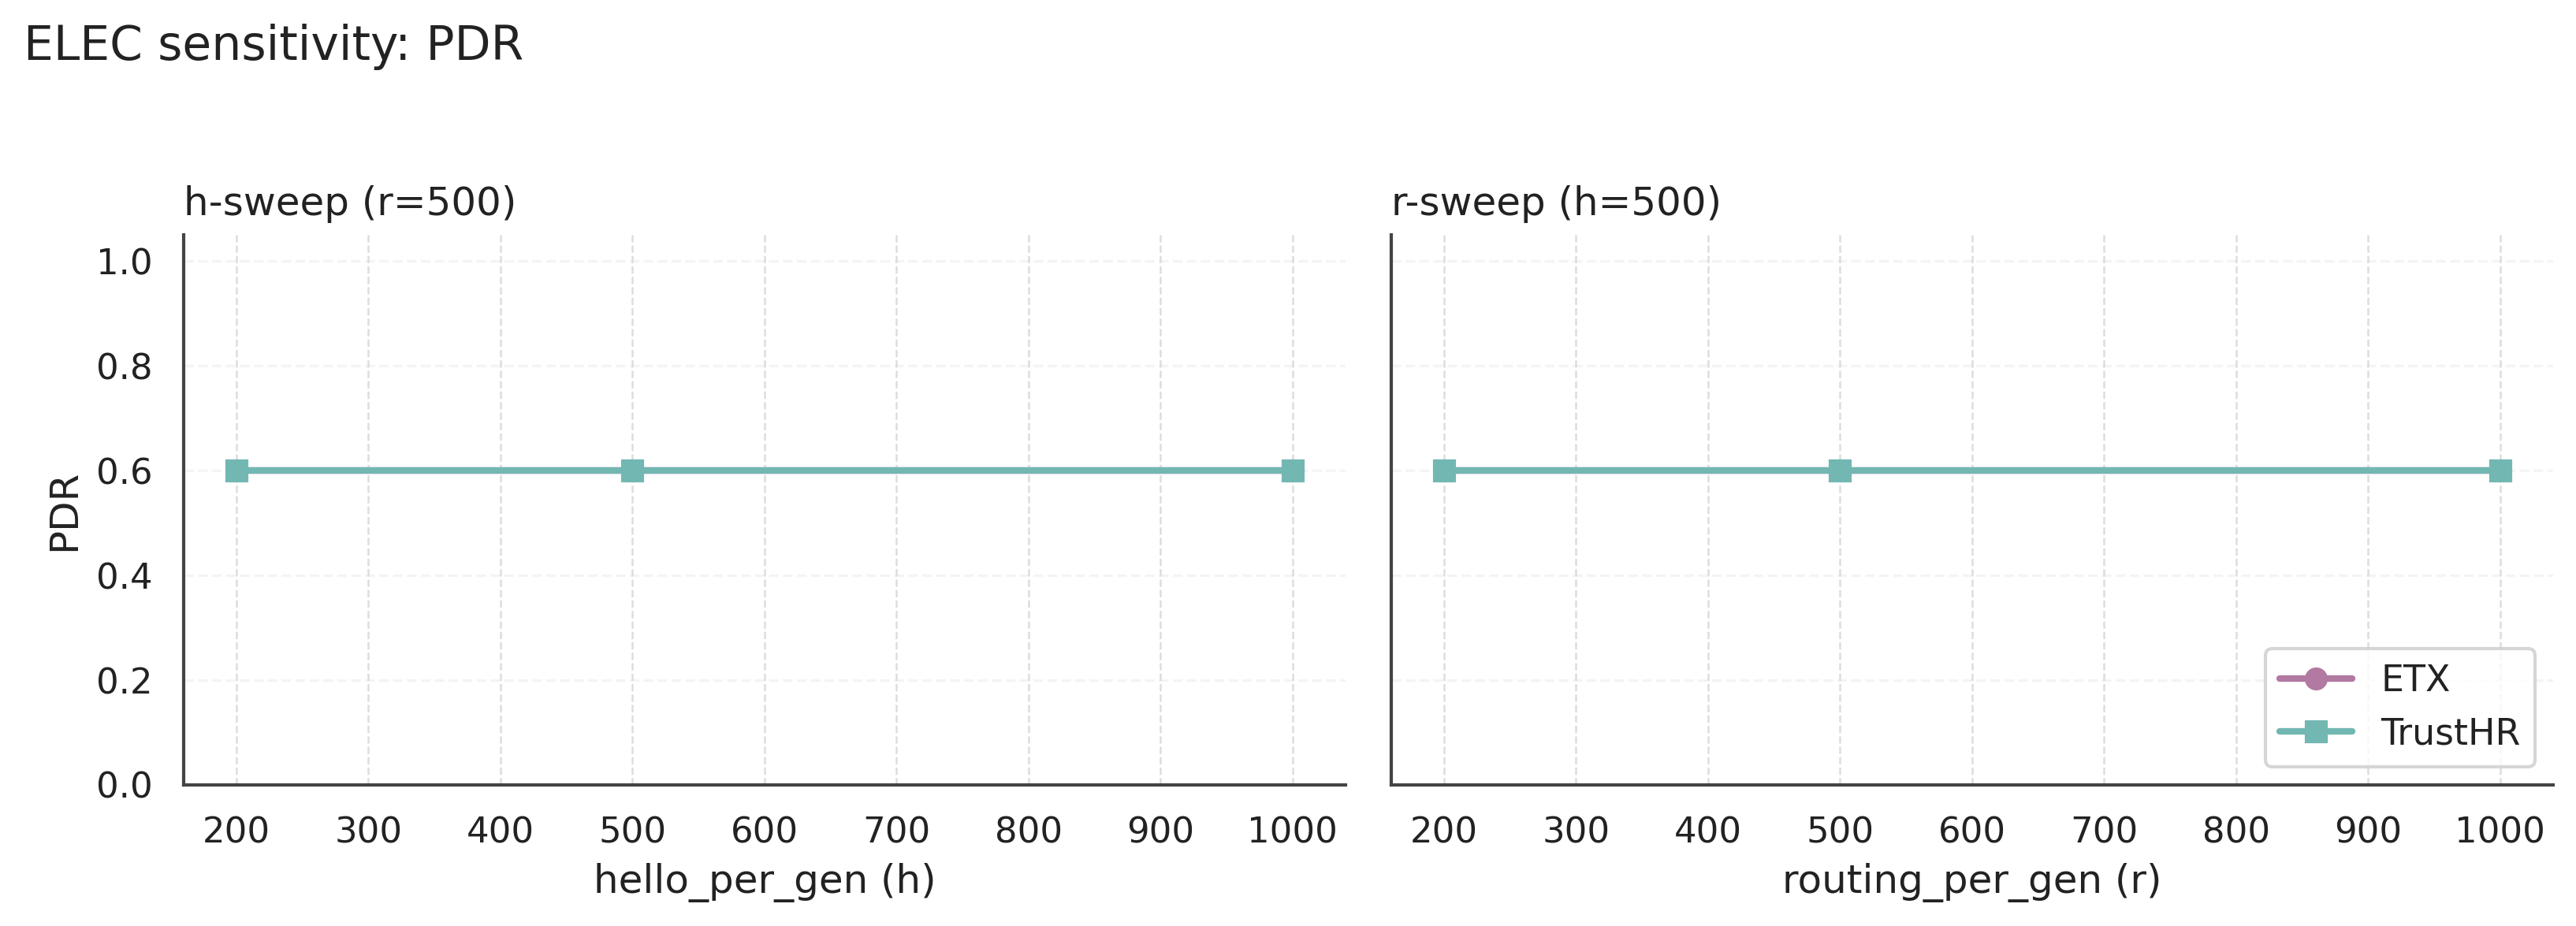 ELEC sensitivity: PDR
h-sweep (r=500)
PDR
1.0
0.8
0.6
0.4
0.2
0.0
200 300 400 500 600 700 800 900 1000
hello_per_gen (h)
r-sweep (h=500)
ETX
TrustHR
200 300 400 500 600 700 800 900 1000
routing_per_gen (r)